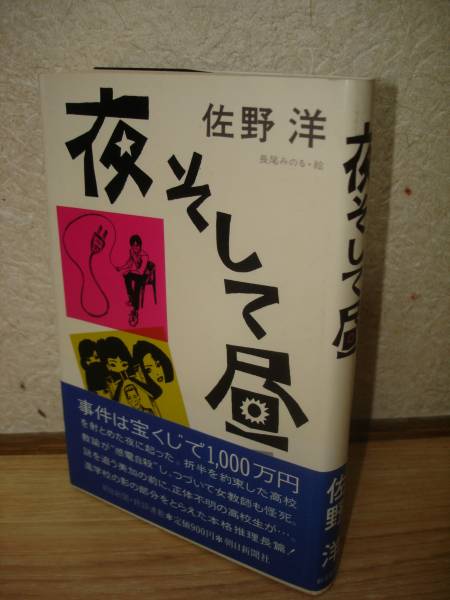 佐野 洋
長尾みのる・絵
夜そして昼
事件は宝くじで1,000万円
を射とめた夜に起った。折半を約束した高校
教諭が"感電自殺"し、つづいて女教師も怪死。
謎を追う美加の前に、正体不明の高校生が…。
高学校の影の部分をとらえた本格推理長篇!
定価900円●朝日新聞社
夜そして昼
佐野 洋